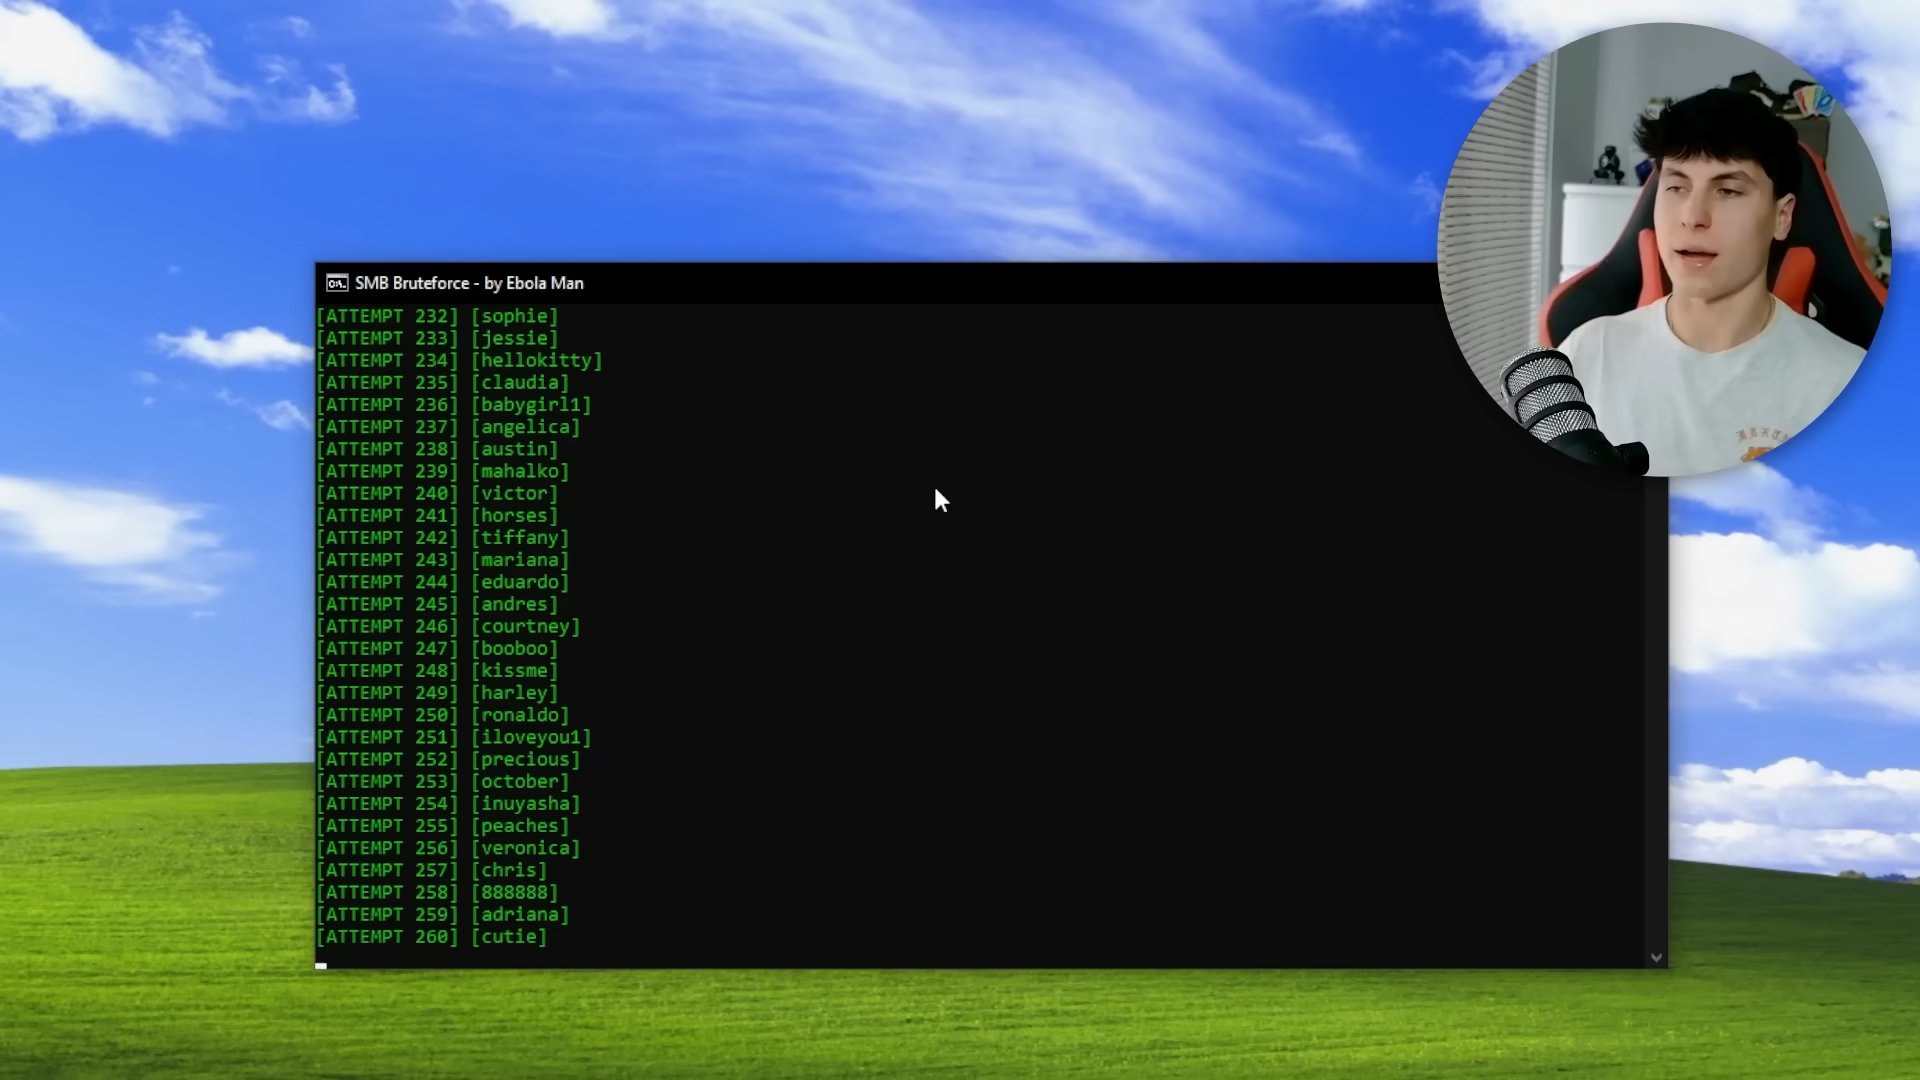 SMB Bruteforce - by Ebola Man
[ATTEMPT 232] [sophie]
[ATTEMPT 233] [jessie]
[ATTEMPT 234] [hellokitty]
[ATTEMPT 235] [claudia]
[ATTEMPT 236] [babygirl1]
[ATTEMPT 237] [angelica]
[ATTEMPT 238] [austin]
[ATTEMPT 239] [mahalko]
[ATTEMPT 240] [victor]
[ATTEMPT 241] [horses]
[ATTEMPT 242] [tiffany]
[ATTEMPT 243] [mariana]
[ATTEMPT 244] [eduardo]
[ATTEMPT 245] [andres]
[ATTEMPT 246] [courtney]
[ATTEMPT 247] [booboo]
[ATTEMPT 248] [kissme]
[ATTEMPT 249] [harley]
[ATTEMPT 250] [ronaldo]
[ATTEMPT 251] [iloveyou1]
[ATTEMPT 252] [precious]
[ATTEMPT 253] [october]
[ATTEMPT 254] [inuyasha]
[ATTEMPT 255] [peaches]
[ATTEMPT 256] [veronica]
[ATTEMPT 257] [chris]
[ATTEMPT 258] [888888]
[ATTEMPT 259] [adriana]
[ATTEMPT 260] [cutie]